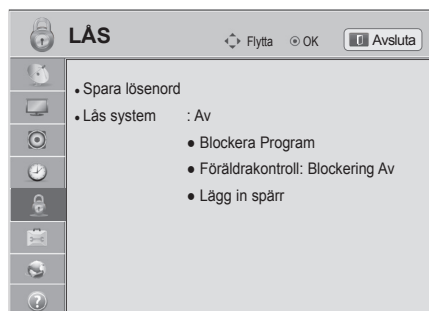 LÅS
Flytta OK Avsluta
• Spara lösenord
• Lås system : Av
● Blockera Program
● Föräldrakontroll: Blockering Av
● Lägg in spärr